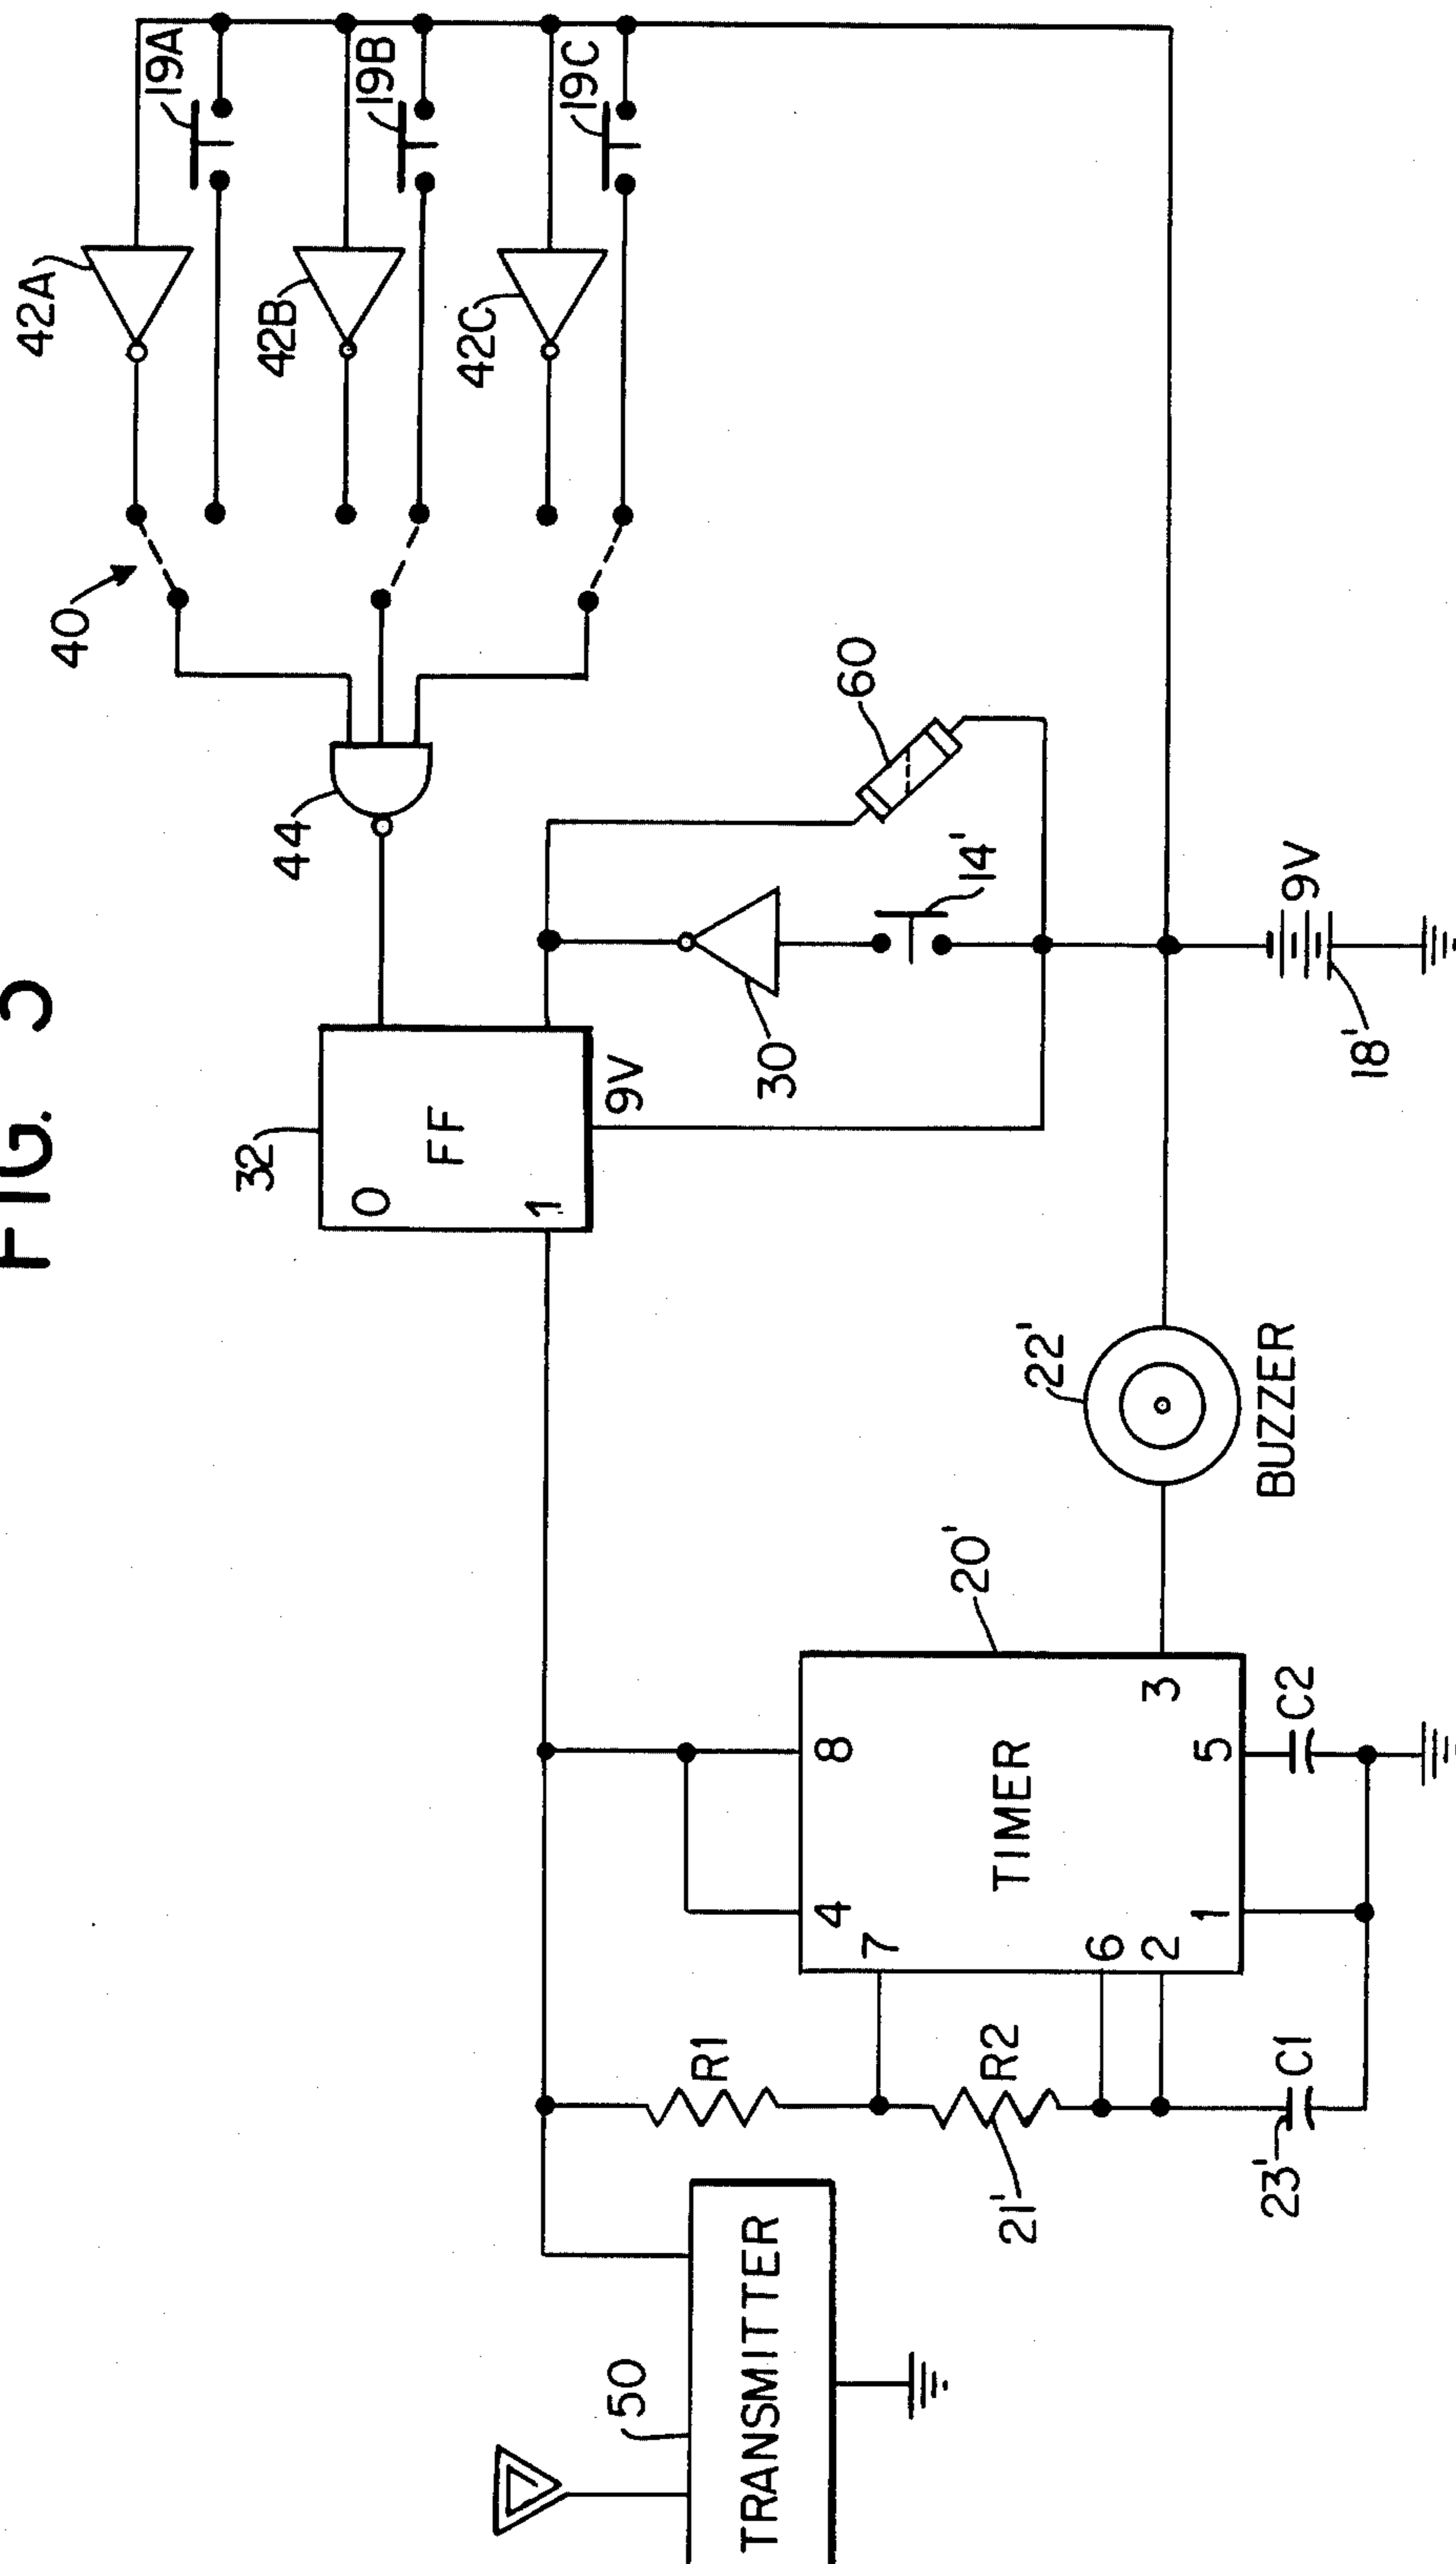 FIG.
40
42A
19A
44
42B
19B
32
0
FF
1
9V
42C
19C
50
TRANSMITTER
R1
30
60
14'
4
8
7
TIMER
20'
R2
21'
6
2
3
1
5
22'
BUZZER
23'
C1
C2
18'
9V